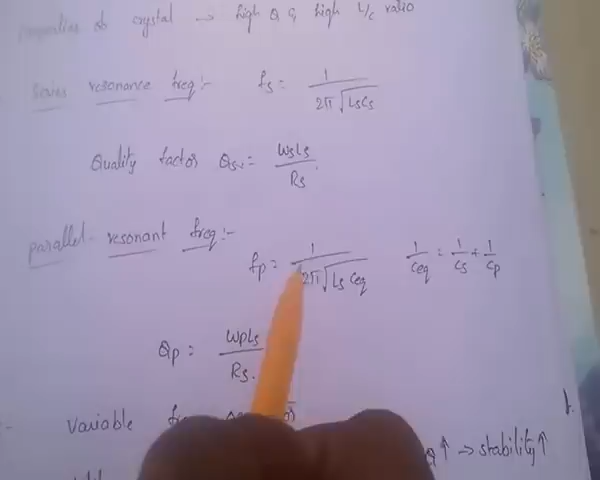 properties of crystal → high Q & high L/C ratio
Series resonance freq:- fs = 1 / 2π√LsCs
Quality factor Qs = ωsLs / Rs
parallel resonant freq:-
fp = 1 / 2π√Ls Ceq 1/Ceq = 1/Cs + 1/Cp
Qp = ωpLs / Rs.
Variable
Q↑ → stability↑